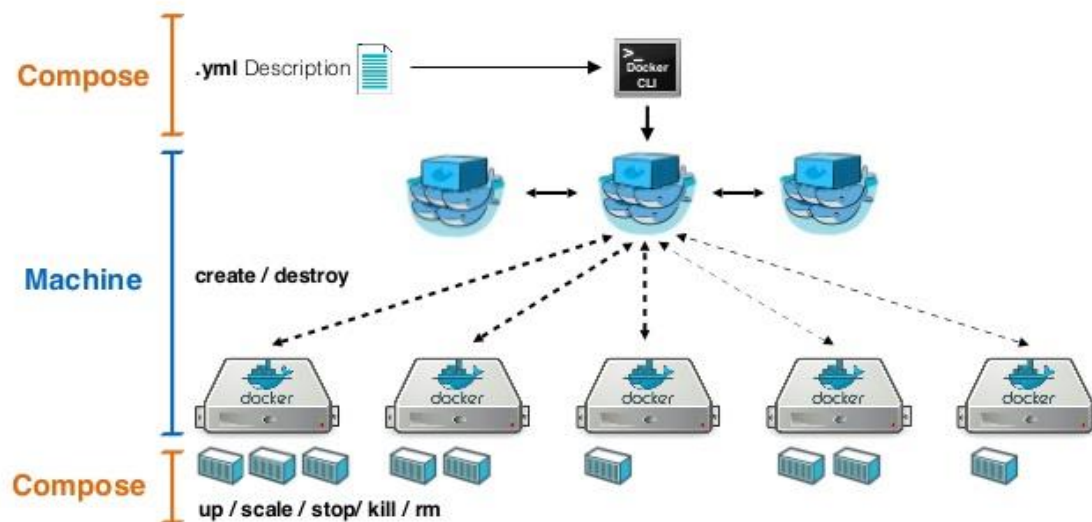 Compose
.yml Description
>_
Docker
CLI
Machine
create / destroy
docker
docker
docker
docker
docker
Compose
up / scale / stop/ kill / rm